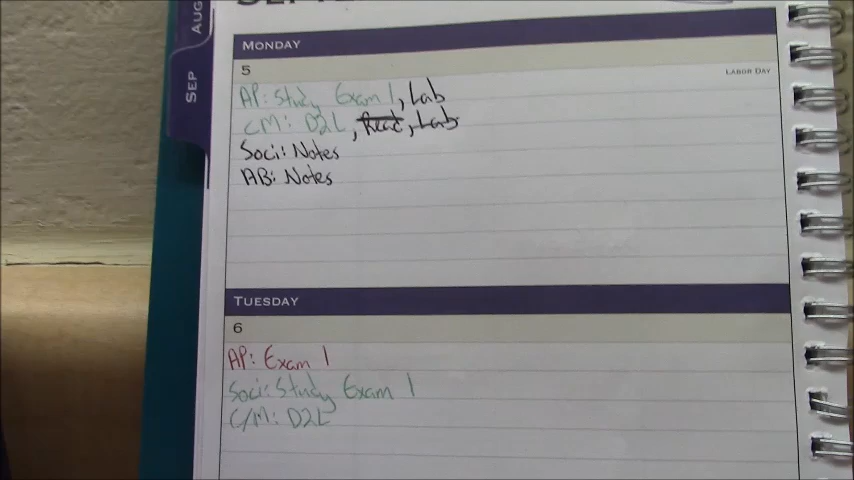 AUG
SEP
MONDAY
5
LABOR DAY
AP: Study Exam 1, Lab
CM: D2L, Read, Lab
Soci: Notes
AB: Notes
TUESDAY
6
AP: Exam 1
Soci: Study Exam 1
C/M: D2L